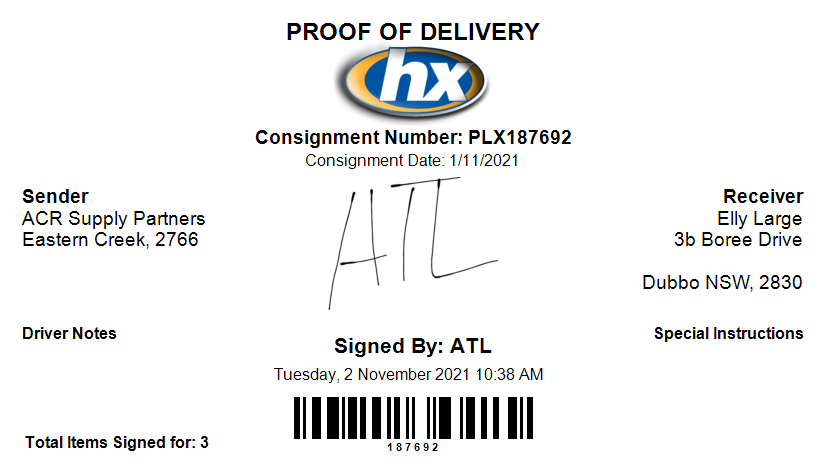 PROOF OF DELIVERY
hx
Consignment Number: PLX187692
Consignment Date: 1/11/2021
Sender
ACR Supply Partners
Eastern Creek, 2766
ATL
Receiver
Elly Large
3b Boree Drive
Dubbo NSW, 2830
Driver Notes
Special Instructions
Signed By: ATL
Tuesday, 2 November 2021 10:38 AM
187692
Total Items Signed for: 3